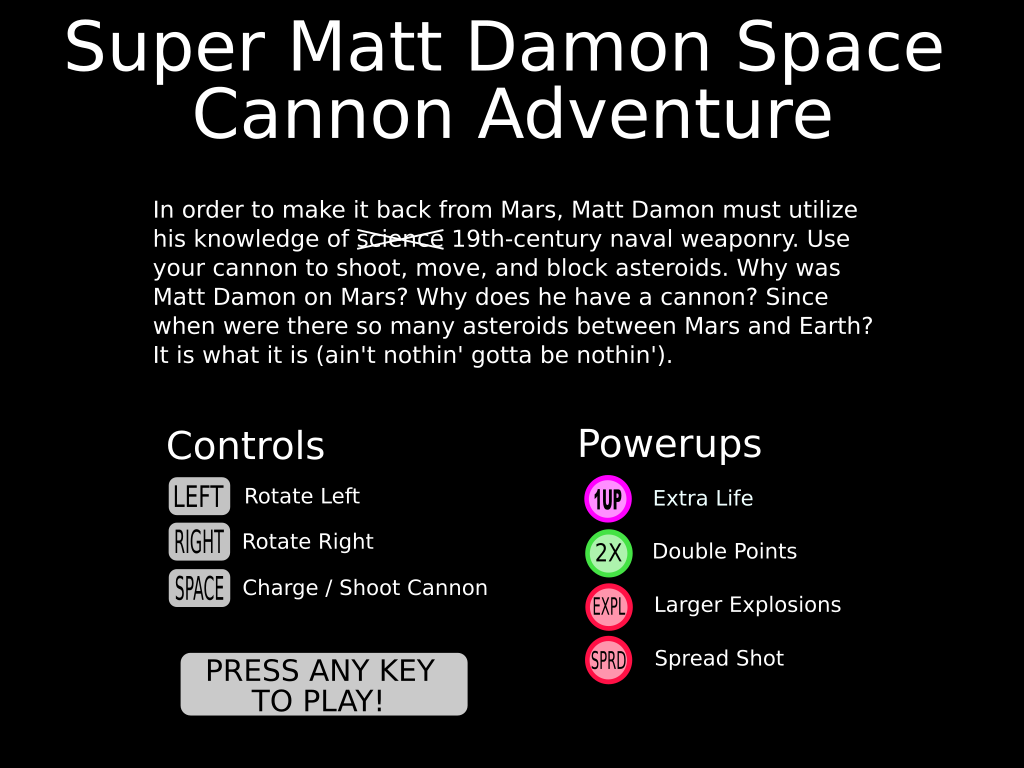 Super Matt Damon Space
Cannon Adventure
In order to make it back from Mars, Matt Damon must utilize
his knowledge of science 19th-century naval weaponry. Use
your cannon to shoot, move, and block asteroids. Why was
Matt Damon on Mars? Why does he have a cannon? Since
when were there so many asteroids between Mars and Earth?
It is what it is (ain't nothin' gotta be nothin').
Controls
LEFT Rotate Left
RIGHT Rotate Right
SPACE Charge / Shoot Cannon
PRESS ANY KEY
TO PLAY!
Powerups
1UP Extra Life
2X Double Points
EXPL Larger Explosions
SPRD Spread Shot